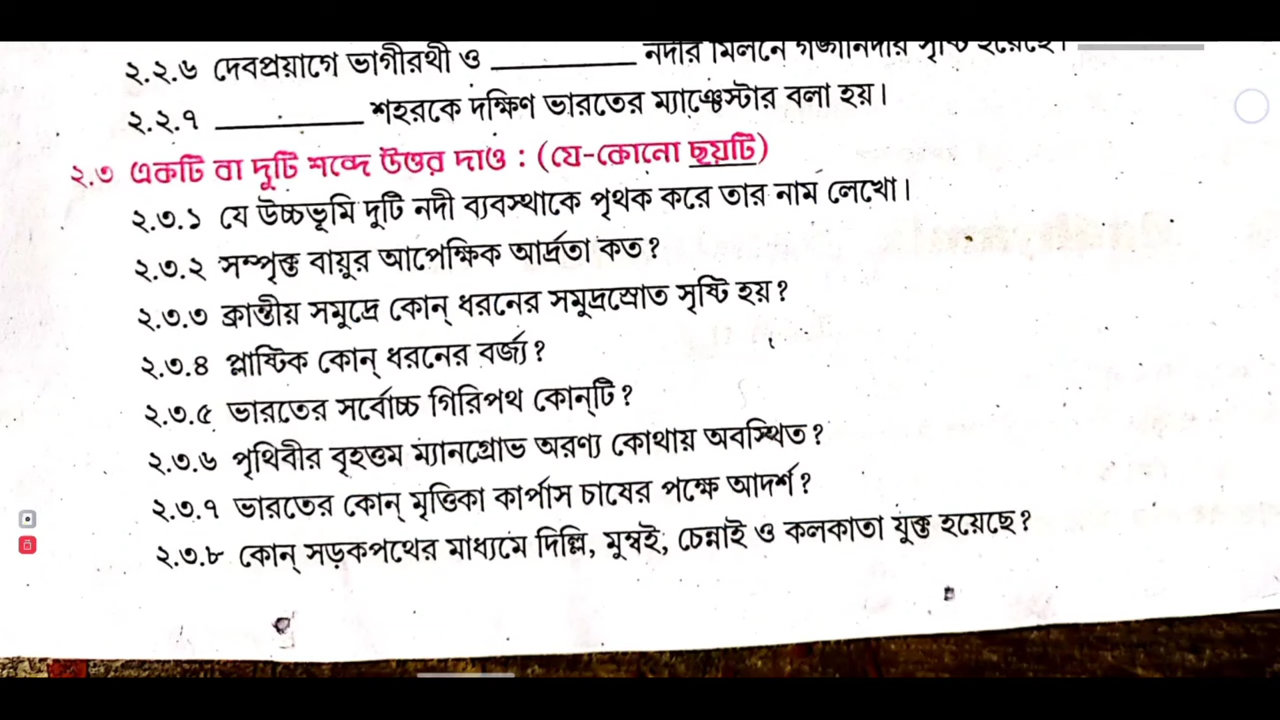 ২.২.৬ দেবপ্রয়াগে ভাগীরথী ও __________ নদীর মিলনে গঙ্গানদীর সৃষ্টি হয়েছে।
২.২.৭ __________ শহরকে দক্ষিণ ভারতের ম্যাঞ্চেস্টার বলা হয়।
২.৩ একটি বা দুটি শব্দে উত্তর দাও : (যে-কোনো ছয়টি)
২.৩.১ যে উচ্চভূমি দুটি নদী ব্যবস্থাকে পৃথক করে তার নাম লেখো।
২.৩.২ সম্পৃক্ত বায়ুর আপেক্ষিক আর্দ্রতা কত?
২.৩.৩ ক্রান্তীয় সমুদ্রে কোন্ ধরনের সমুদ্রস্রোত সৃষ্টি হয়?
২.৩.৪ প্লাষ্টিক কোন্ ধরনের বর্জ্য?
২.৩.৫ ভারতের সর্বোচ্চ গিরিপথ কোন্‌টি?
২.৩.৬ পৃথিবীর বৃহত্তম ম্যানগ্রোভ অরণ্য কোথায় অবস্থিত?
২.৩.৭ ভারতের কোন্ মৃত্তিকা কার্পাস চাষের পক্ষে আদর্শ?
২.৩.৮ কোন্ সড়কপথের মাধ্যমে দিল্লি, মুম্বই, চেন্নাই ও কলকাতা যুক্ত হয়েছে?